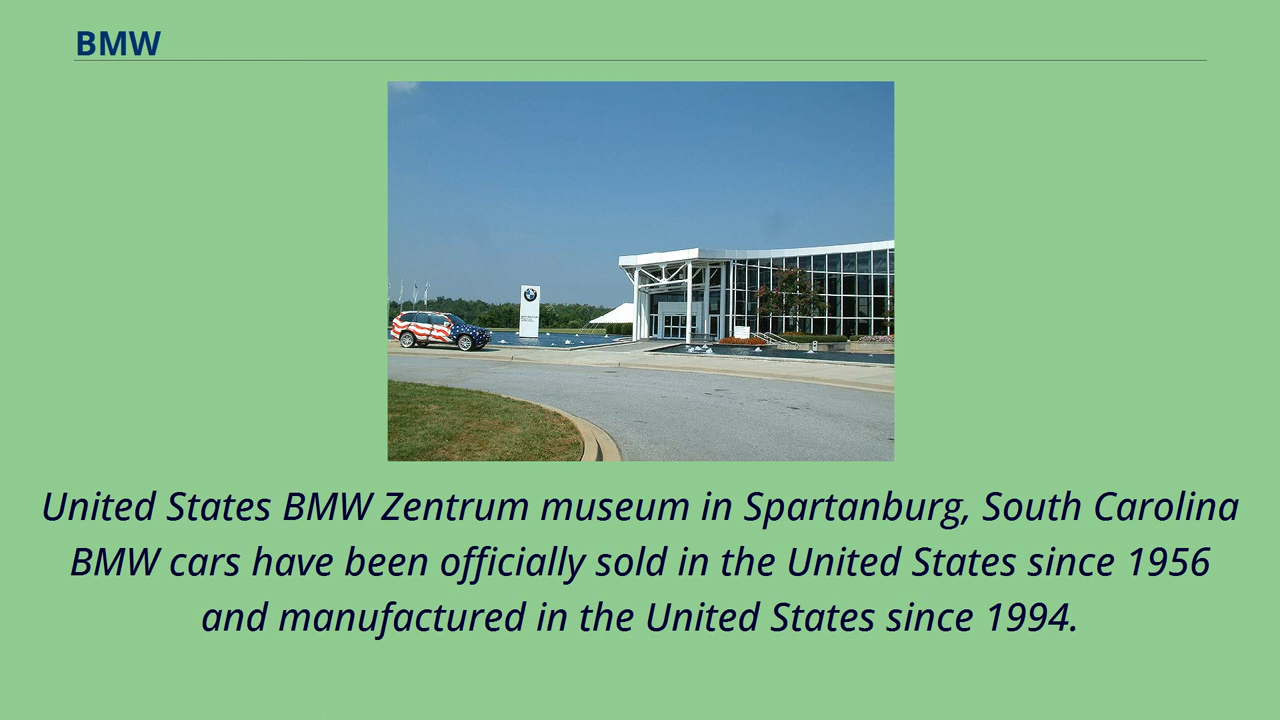 BMW
United States BMW Zentrum museum in Spartanburg, South Carolina
BMW cars have been officially sold in the United States since 1956
and manufactured in the United States since 1994.